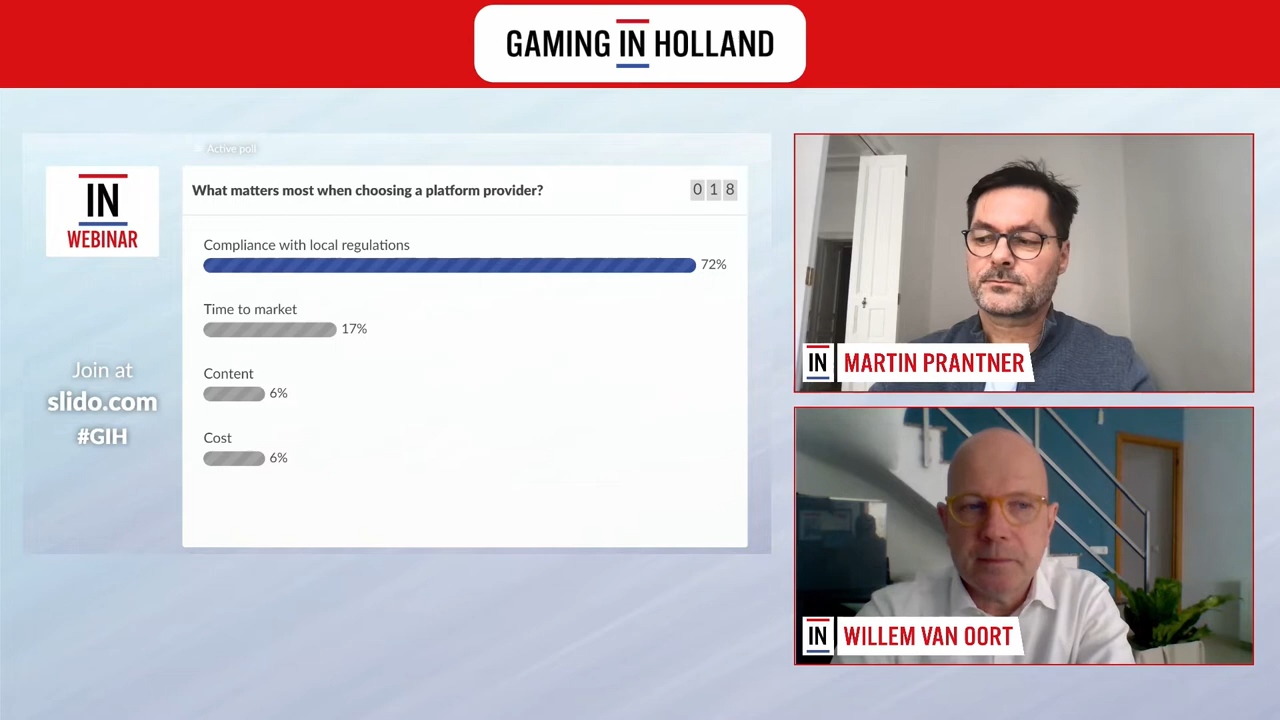 GAMING IN HOLLAND
Active poll
IN
WEBINAR
What matters most when choosing a platform provider?
018
Compliance with local regulations
72%
Time to market
17%
Content
6%
Cost
6%
Join at
slido.com
#GIH
IN MARTIN PRANTNER
IN WILLEM VAN OORT